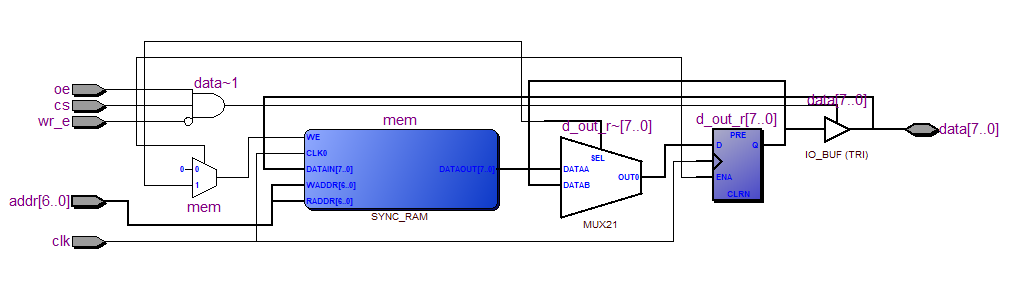 oe
cs
wr_e
data~1
0
0
1
mem
addr[6..0]
clk
mem
WE
CLK0
DATAIN[7..0]
WADDR[6..0]
RADDR[6..0]
DATAOUT[7..0]
SYNC_RAM
d_out_r~[7..0]
SEL
DATAA
DATAB
OUT0
MUX21
d_out_r[7..0]
PRE
D
Q
ENA
CLRN
data[7..0]
IO_BUF (TRI)
data[7..0]